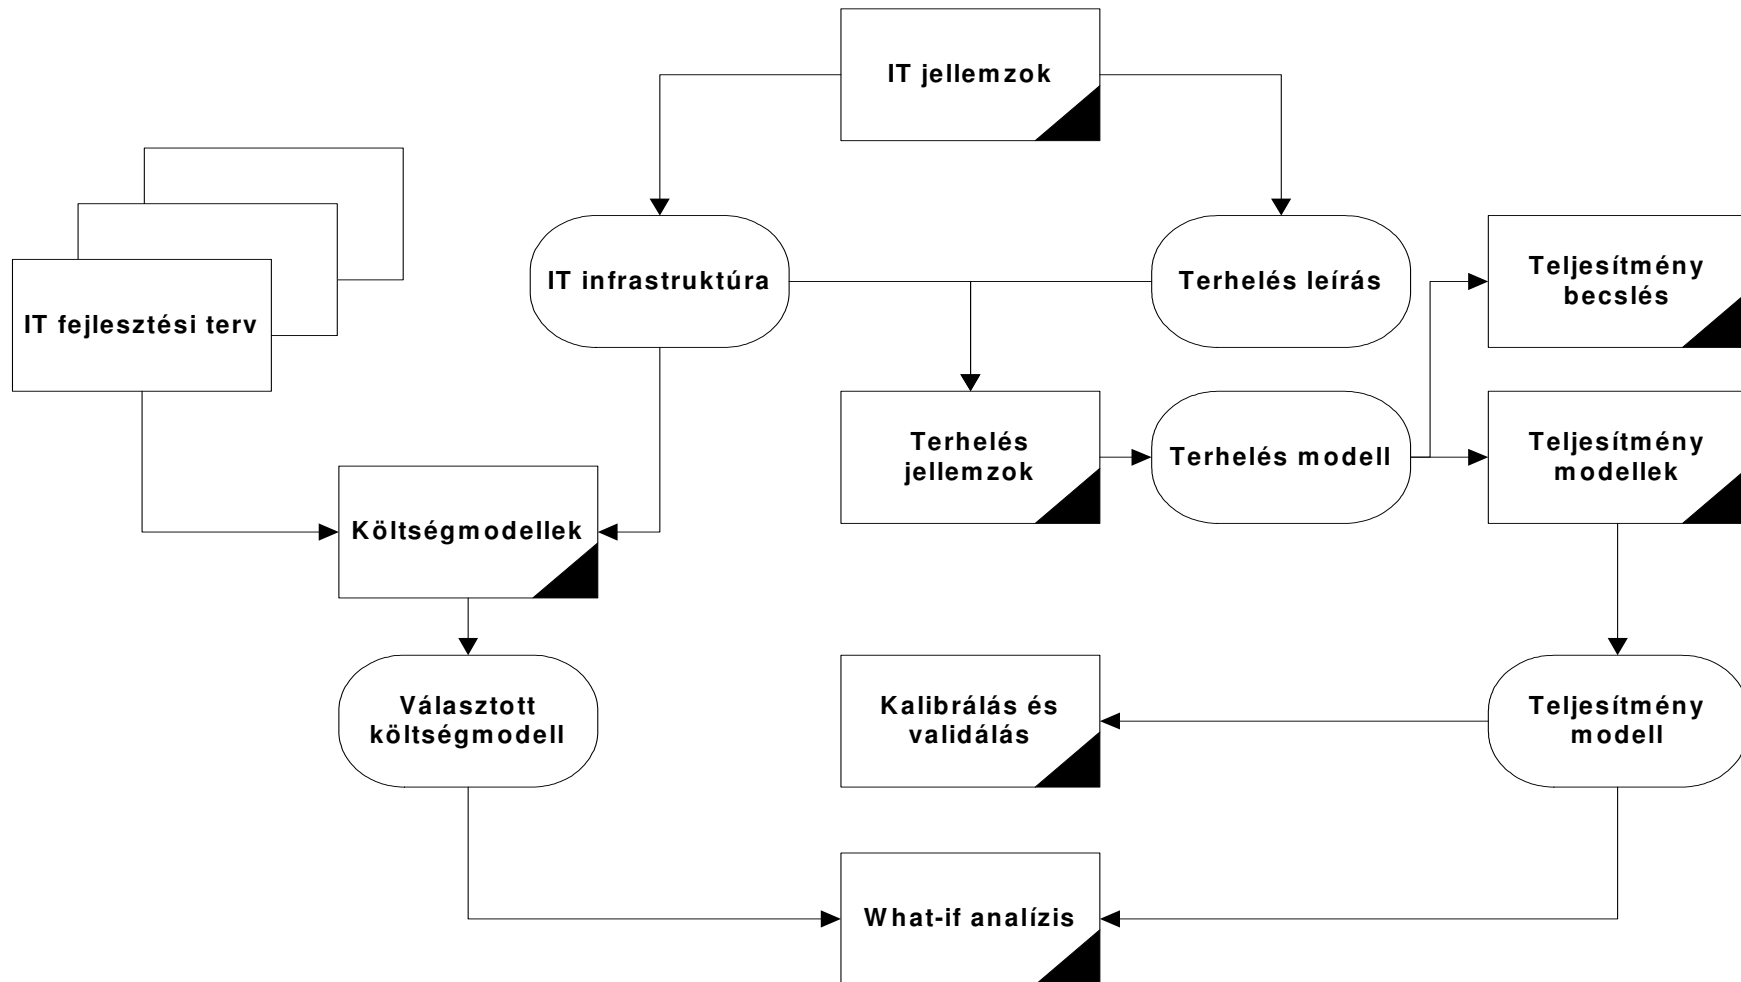 IT jellemzok
IT infrastruktúra
Terhelés leírás
Teljesítmény
becslés
IT fejlesztési terv
Terhelés
jellemzok
Terhelés modell
Teljesítmény
modellek
Költségmodellek
Választott
költségmodell
Kalibrálás és
validálás
Teljesítmény
modell
What-if analízis